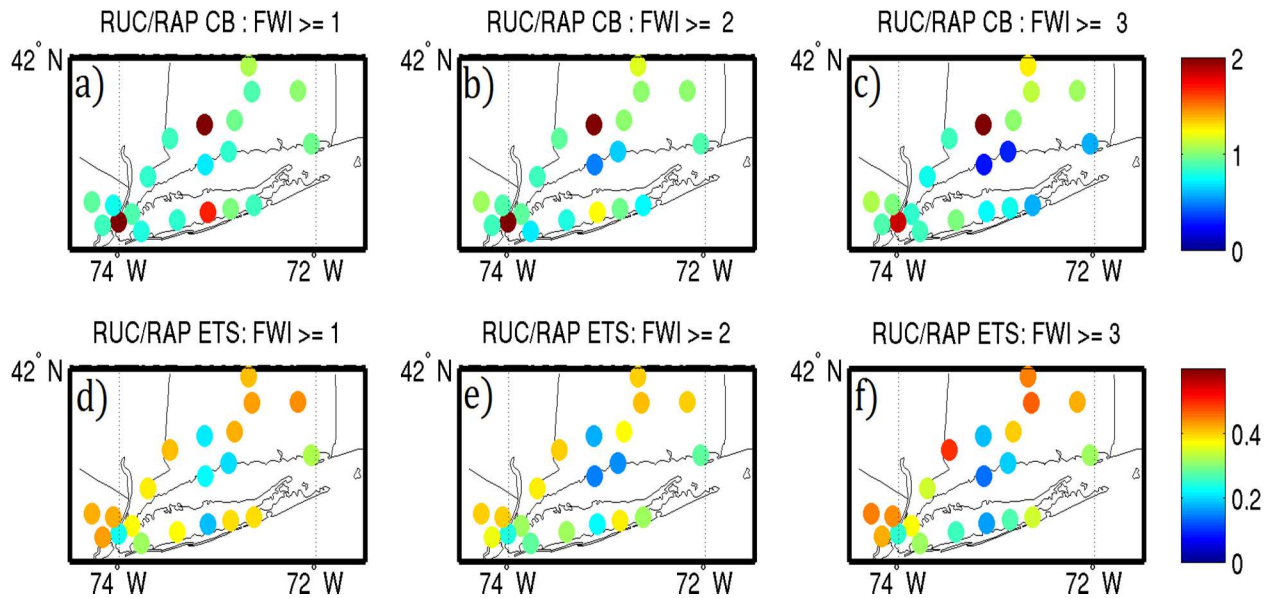 RUC/RAP CB : FWI >= 1
RUC/RAP CB : FWI >= 2
RUC/RAP CB : FWI >= 3
42° N
a)
42° N
b)
42° N
c)
2
1
0
74° W
72° W
74° W
72° W
74° W
72° W
RUC/RAP ETS: FWI >= 1
RUC/RAP ETS: FWI >= 2
RUC/RAP ETS: FWI >= 3
42° N
d)
42° N
e)
42° N
f)
0.4
0.2
0
74° W
72° W
74° W
72° W
74° W
72° W